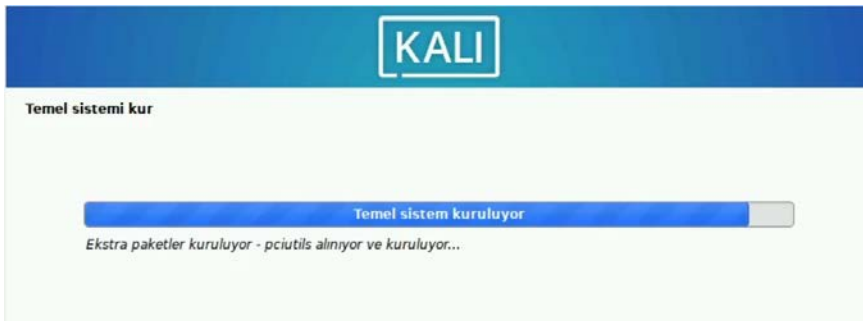 KALI
Temel sistemi kur
Temel sistem kuruluyor
Ekstra paketler kuruluyor - pciutils alınıyor ve kuruluyor...